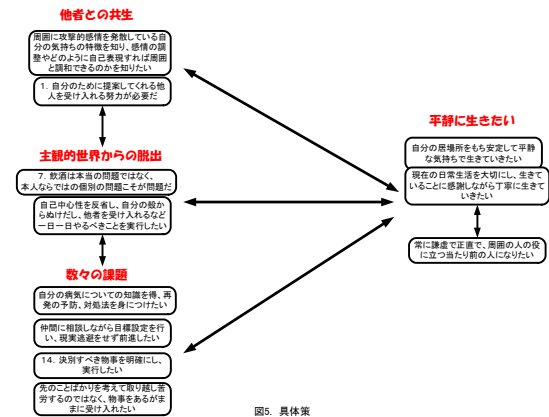 他者との共生
周囲に攻撃的感情を発散している自
分の気持ちの特徴を知り、感情の調
整やどのように自己表現すれば周囲
と調和できるのかを知りたい
1. 自分のために提案してくれる他
人を受け入れる努力が必要だ
主観的世界からの脱出
7. 飲酒は本当の問題ではなく、
本人ならではの個別の問題こそが問題だ
自己中心性を反省し、自分の殻か
らぬけだし、他者を受け入れるなど
一日一日やるべきことを実行したい
数々の課題
自分の病気についての知識を得、再
発の予防、対処法を身につけたい
仲間に相談しながら目標設定を行
い、現実逃避をせず前進したい
14. 決別すべき物事を明確にし、
実行したい
先のことばかりを考えて取り越し苦
労するのではなく、物事をあるがま
まに受け入れたい
平静に生きたい
自分の居場所をもち安定して平静
な気持ちで生きていきたい
現在の日常生活を大切にし、生きて
いることに感謝しながら丁寧に生きて
いきたい
常に謙虚で正直で、周囲の人の役
に立つ当たり前の人になりたい
図5. 具体策